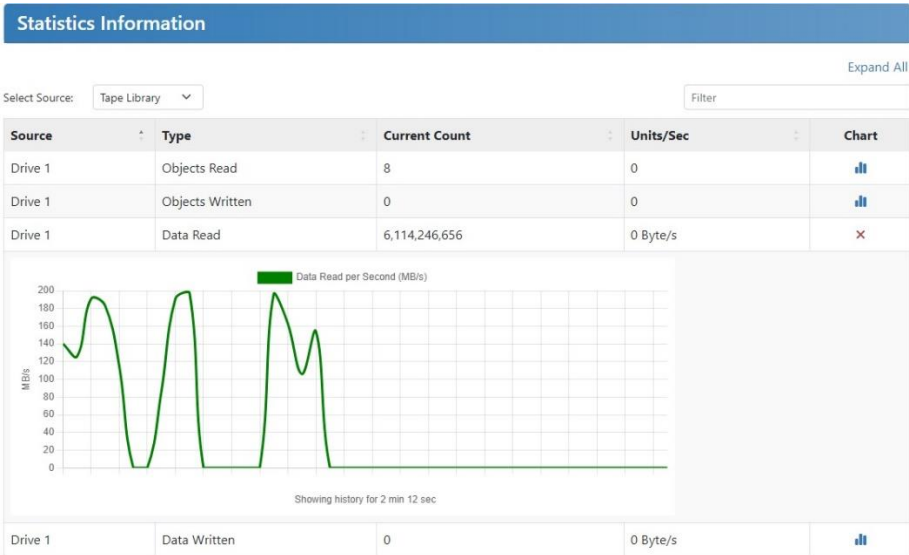 Statistics Information
Expand All
Select Source: Tape Library Filter
Source Type Current Count Units/Sec Chart
Drive 1 Objects Read 8 0
Drive 1 Objects Written 0 0
Drive 1 Data Read 6,114,246,656 0 Byte/s
Data Read per Second (MB/s)
200
180
160
140
120
100
80
60
40
20
0
MB/s
Showing history for 2 min 12 sec
Drive 1 Data Written 0 0 Byte/s